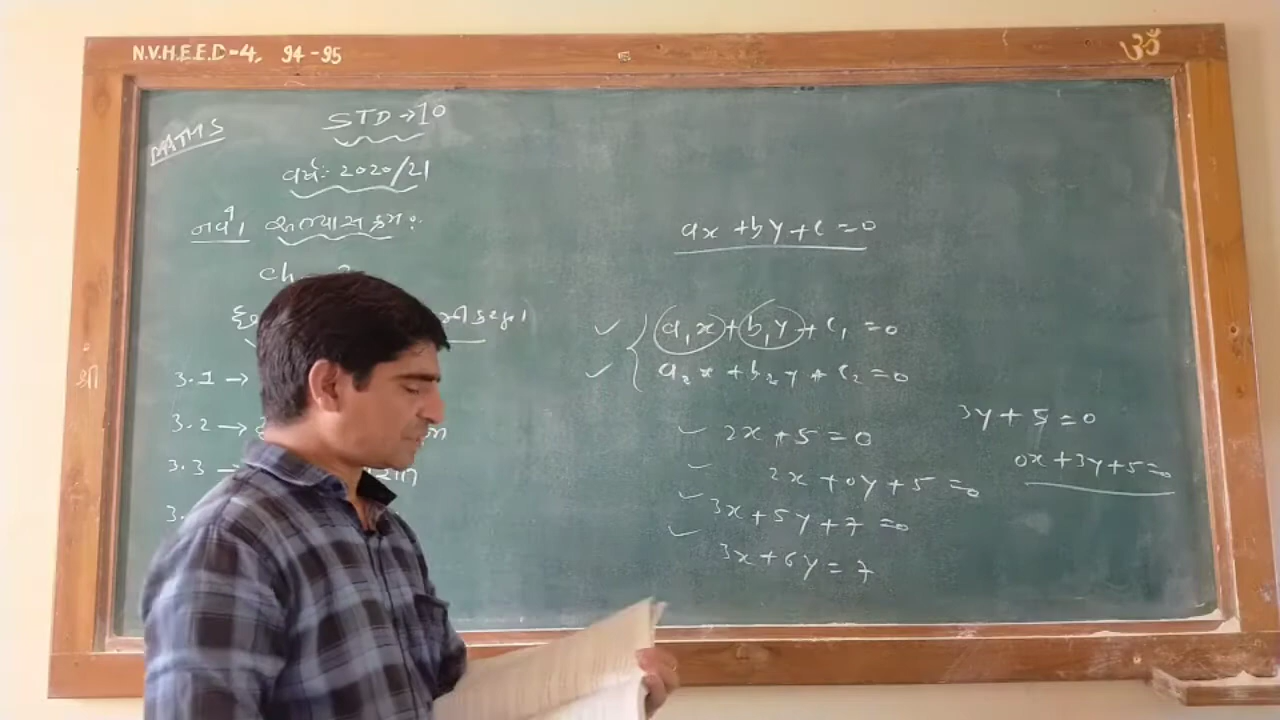 N.V.H.E.E.D-4, 94-95
ૐ
શ્રી
MATHS
STD → 10
વર્ષ:- 2020/21
નવો અભ્યાસક્રમ :-
3.1 →
3.2 →
3.3
3.
ax + by + c = 0
a₁x + b₁y + c₁ = 0
a₂x + b₂y + c₂ = 0
2x + 5 = 0
2x + 0y + 5 = 0
3x + 5y + 7 = 0
3x + 6y = 7
3y + 5 = 0
0x + 3y + 5 = 0